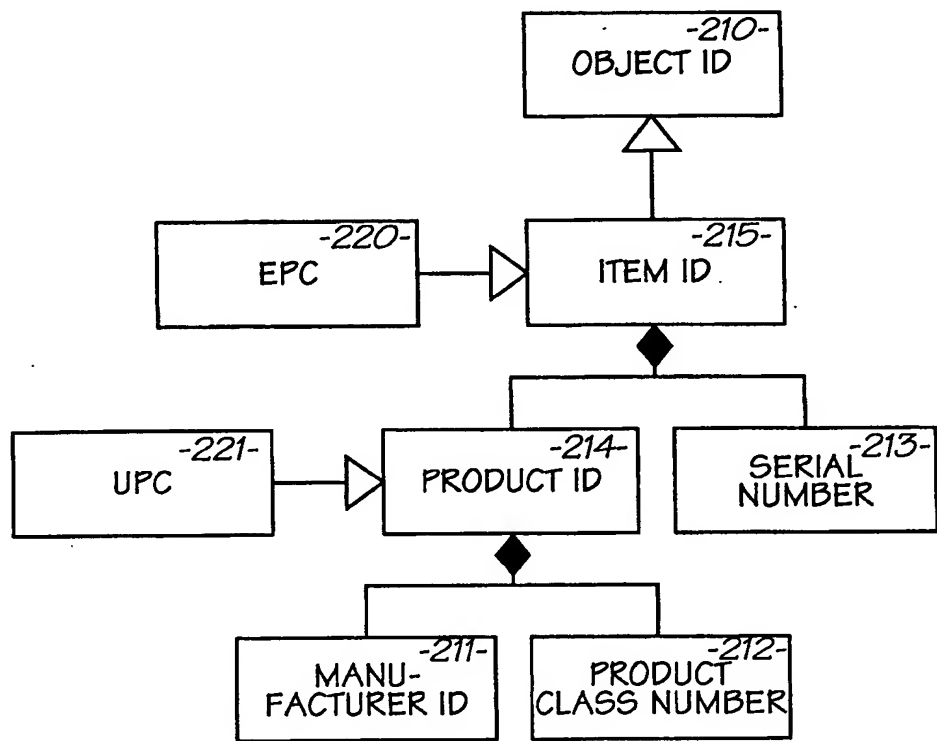 -210-
OBJECT ID
-220-
EPC
-215-
ITEM ID
-221-
UPC
-214-
PRODUCT ID
-213-
SERIAL
NUMBER
-211-
MANU-
FACTURER ID
-212-
PRODUCT
CLASS NUMBER